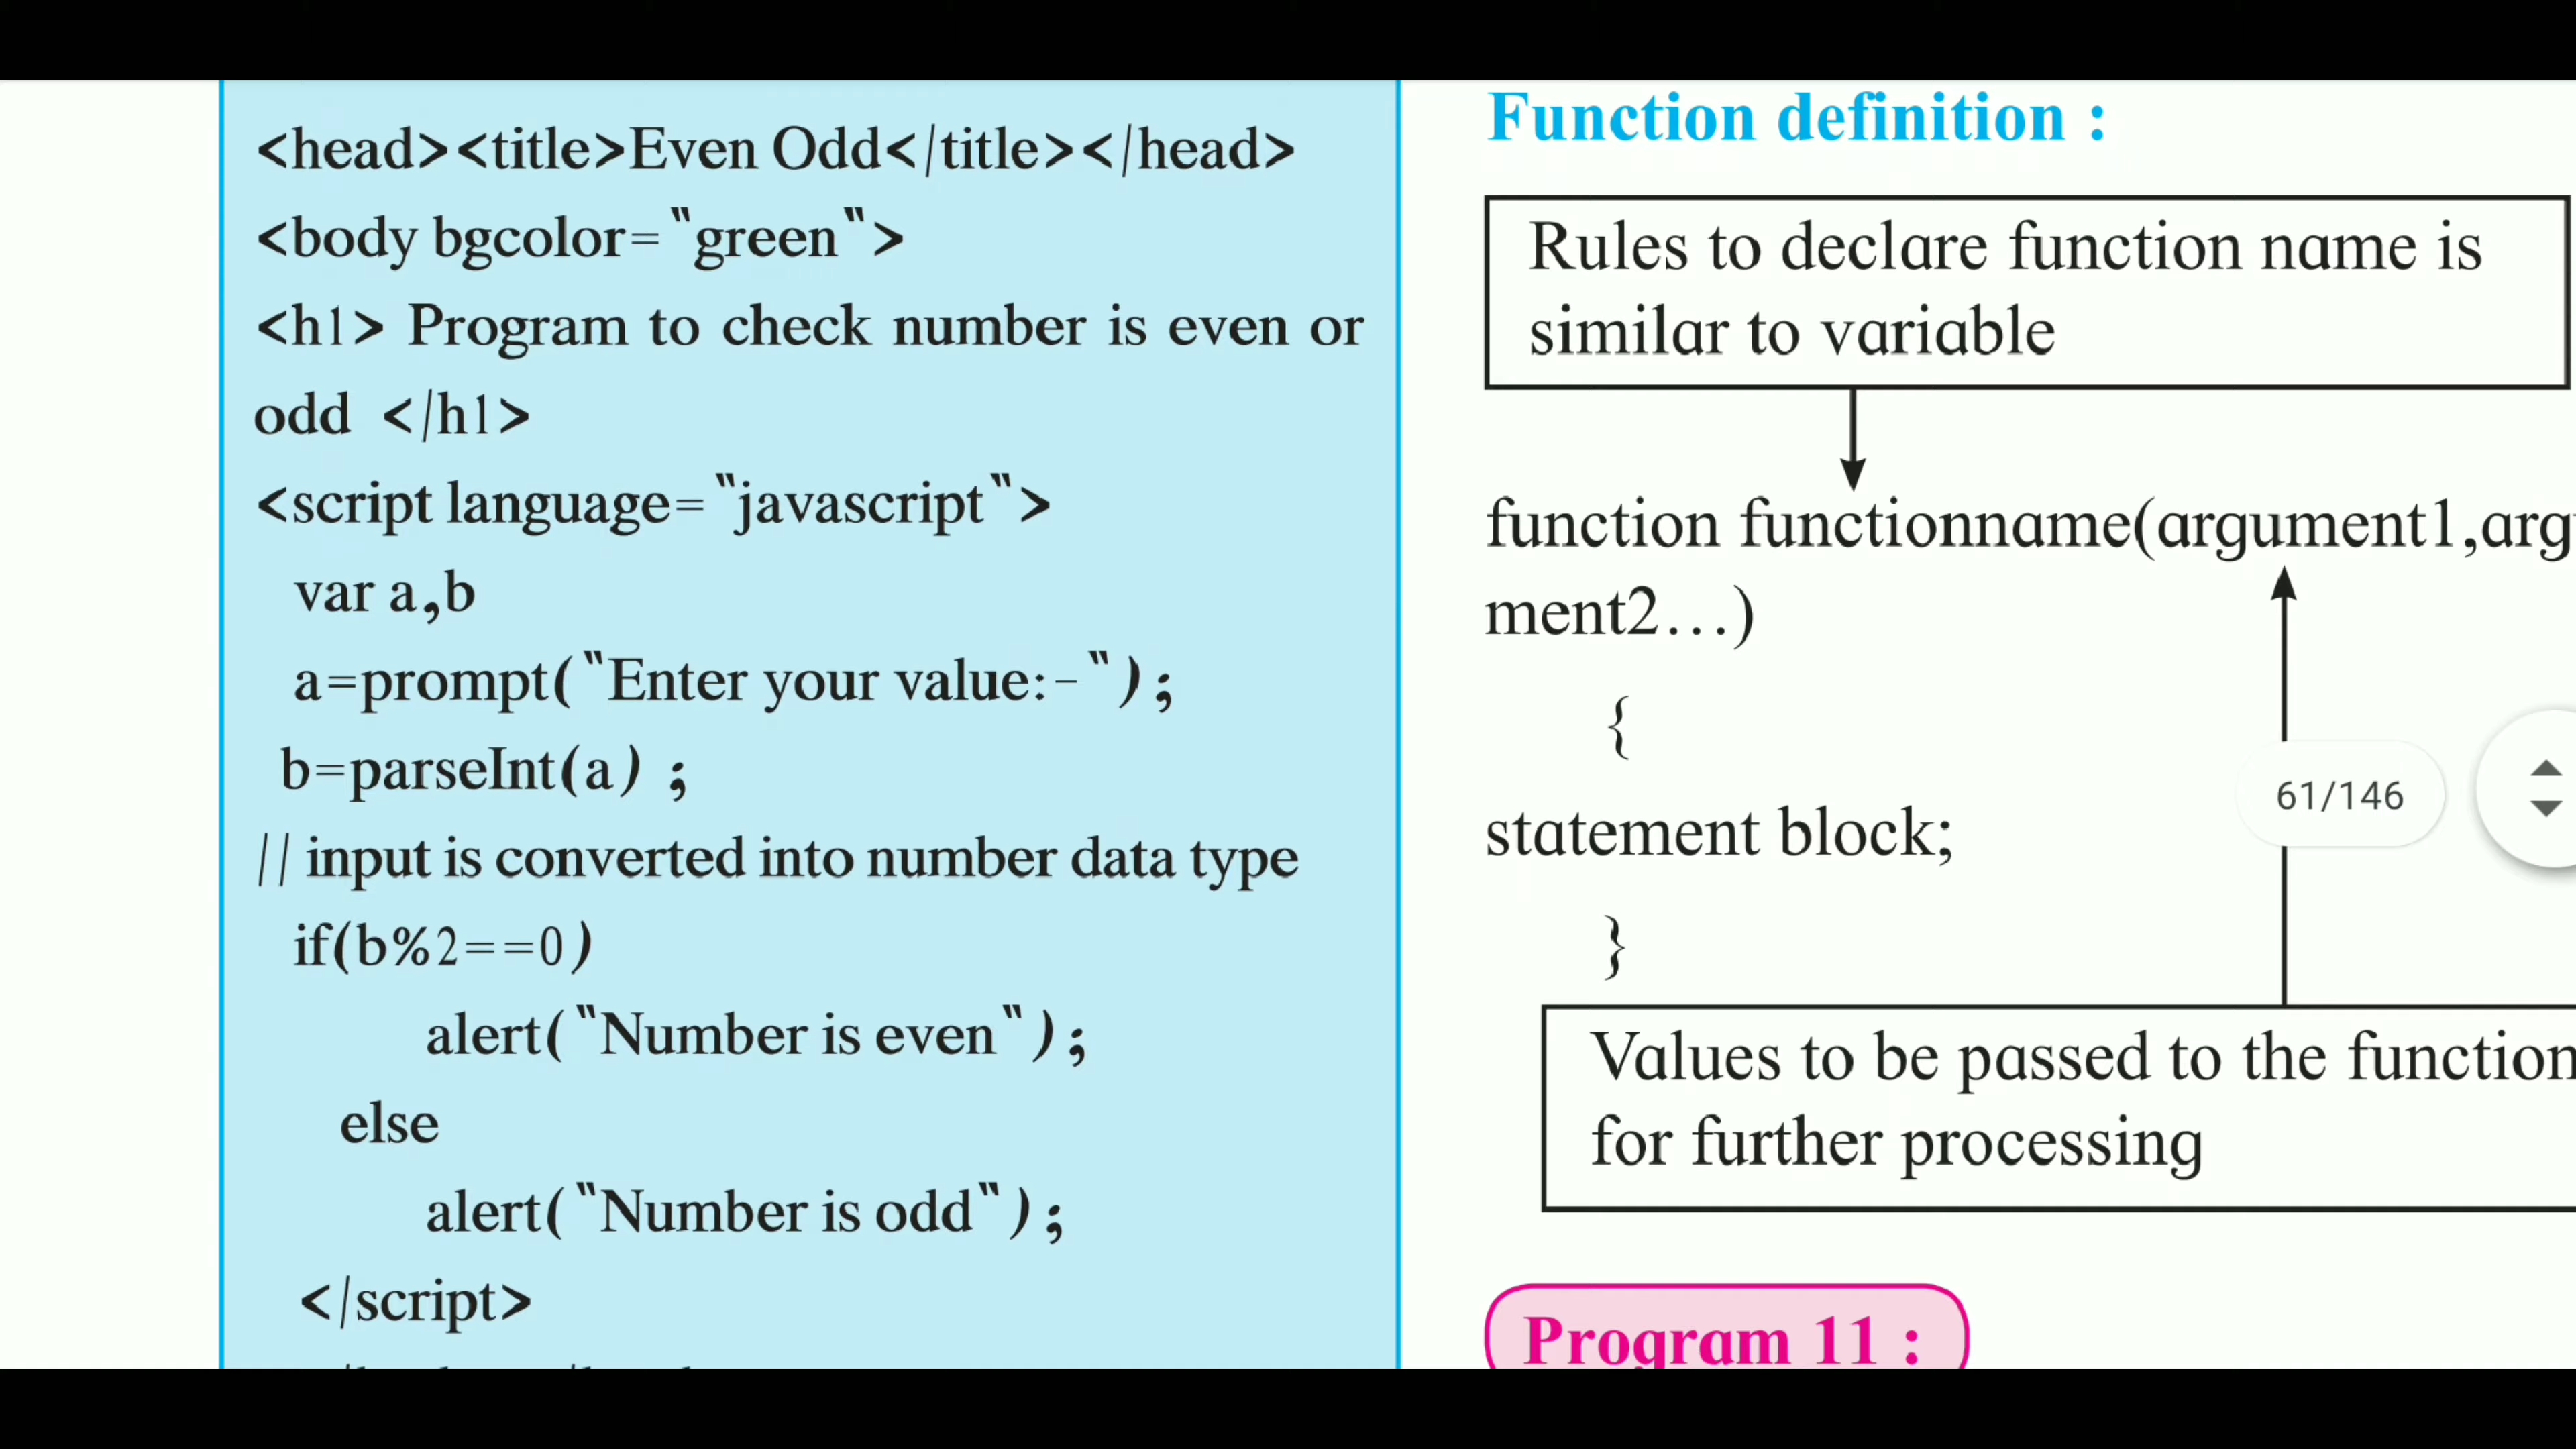 <head><title>Even Odd</title></head>
<body bgcolor="green">
<h1> Program to check number is even or
odd </h1>
<script language="javascript">
var a,b
a=prompt("Enter your value:-");
b=parseInt(a) ;
// input is converted into number data type
if(b%2==0)
alert("Number is even");
else
alert("Number is odd");
</script>
Function definition :
Rules to declare function name is
similar to variable
function functionname(argument1,arg
ment2...)
{
statement block;
}
Values to be passed to the function
for further processing
Program 11 :
61/146